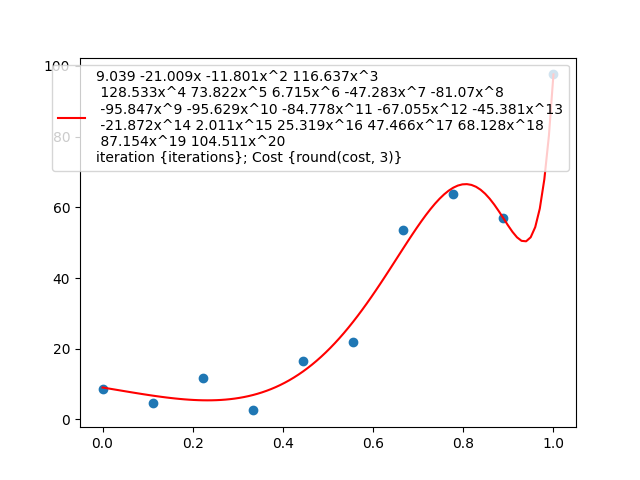 9.039 -21.009x -11.801x^2 116.637x^3
128.533x^4 73.822x^5 6.715x^6 -47.283x^7 -81.07x^8
-95.847x^9 -95.629x^10 -84.778x^11 -67.055x^12 -45.381x^13
-21.872x^14 2.011x^15 25.319x^16 47.466x^17 68.128x^18
87.154x^19 104.511x^20
iteration {iterations}; Cost {round(cost, 3)}
100
80
60
40
20
0
0.0 0.2 0.4 0.6 0.8 1.0